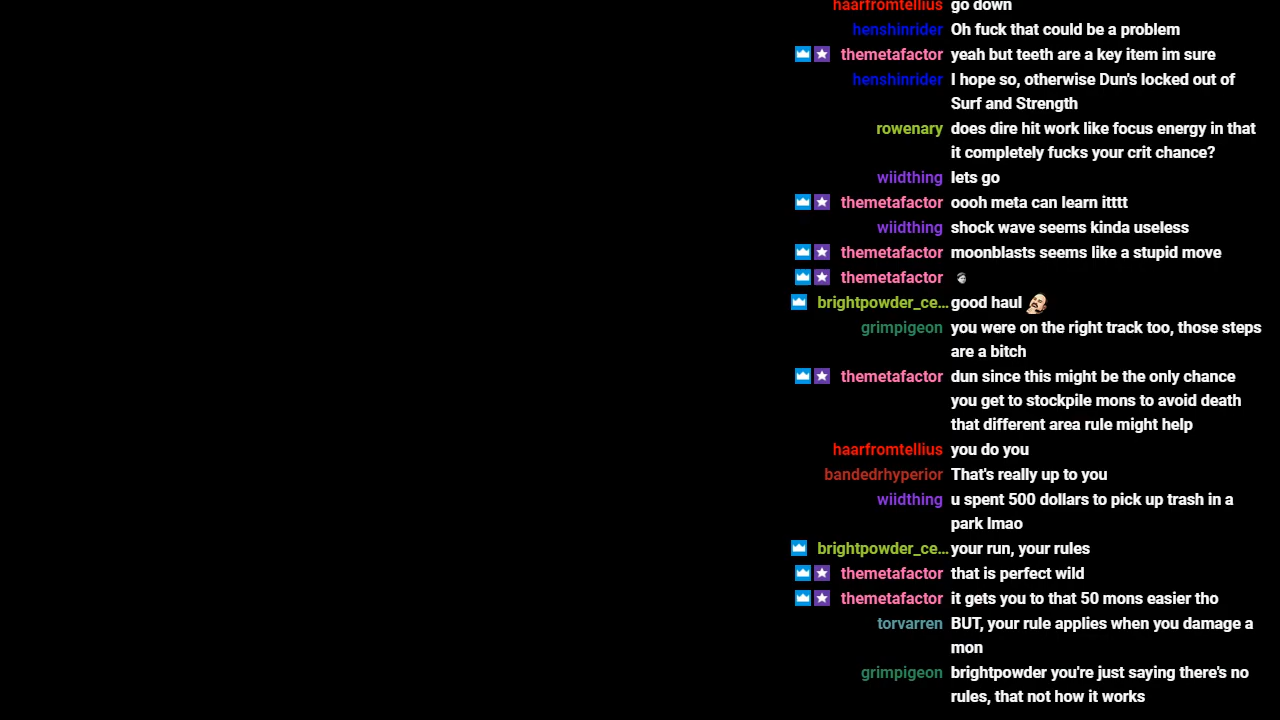 haarfromtellius go down
henshinrider Oh fuck that could be a problem
themetafactor yeah but teeth are a key item im sure
henshinrider I hope so, otherwise Dun's locked out of
Surf and Strength
rowenary does dire hit work like focus energy in that
it completely fucks your crit chance?
wiidthing lets go
themetafactor oooh meta can learn itttt
wiidthing shock wave seems kinda useless
themetafactor moonblasts seems like a stupid move
themetafactor
brightpowder_ce... good haul
grimpigeon you were on the right track too, those steps
are a bitch
themetafactor dun since this might be the only chance
you get to stockpile mons to avoid death
that different area rule might help
haarfromtellius you do you
bandedrhyperior That's really up to you
wiidthing u spent 500 dollars to pick up trash in a
park lmao
brightpowder_ce... your run, your rules
themetafactor that is perfect wild
themetafactor it gets you to that 50 mons easier tho
torvarren BUT, your rule applies when you damage a
mon
grimpigeon brightpowder you're just saying there's no
rules, that not how it works